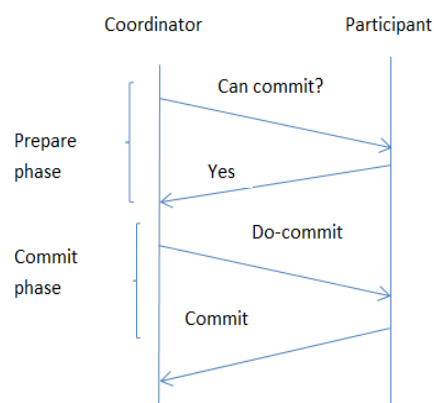 Coordinator
Participant
Can commit?
Prepare
phase
Yes
Do-commit
Commit
phase
Commit